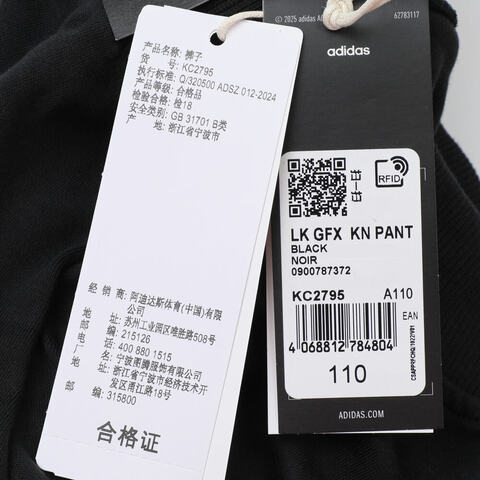 产品名称: 裤子
货 号: KC2795
执行标准: Q/320500 ADSZ 012-2024
产品等级: 合格品
检验合格: 检18
安全类别: GB 31701 B类
产 地: 浙江省宁波市
经 销 商: 阿迪达斯体育(中国)有限
公司
地 址: 苏州工业园区唯胜路508号
邮 编: 215126
电 话: 400 880 1515
制 造 商: 宁波图腾服饰有限公司
地 址: 浙江省宁波市经济技术开
发区甬江路18号
邮 编: 315800
合格证
© 2025 adidas AG
62783117
adidas
RFID
LK GFX KN PANT
BLACK
NOIR
0900787372
KC2795 A110
EAN
4 068812 784804
110
ADIDAS.COM